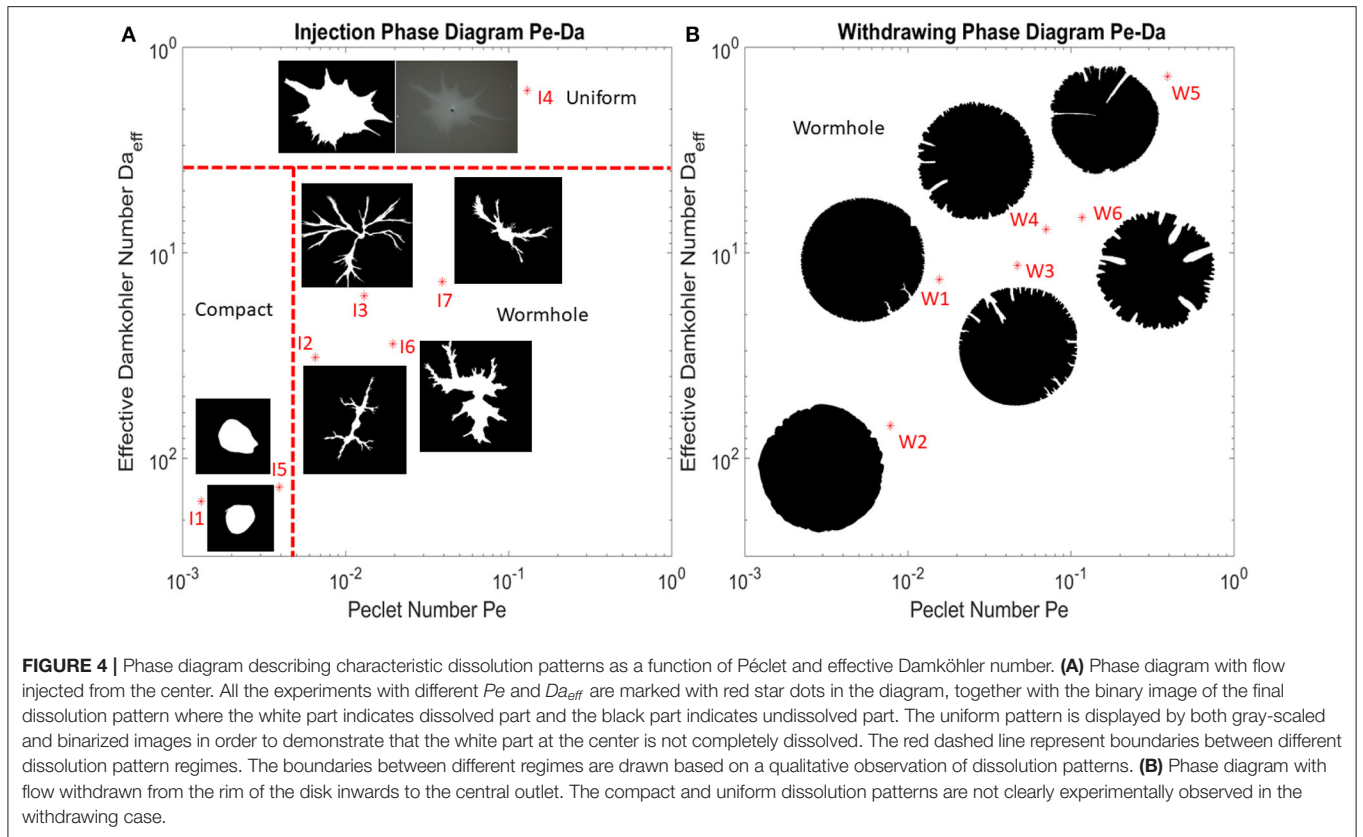 A
Injection Phase Diagram Pe-Da
Effective Damkohler Number Da_eff
10^0
10^1
10^2
I4
Uniform
Compact
I3
I7
Wormhole
I2
I6
I5
I1
10^-3
10^-2
10^-1
10^0
Peclet Number Pe
B
Withdrawing Phase Diagram Pe-Da
Effective Damkohler Number Da_eff
10^0
10^1
10^2
Wormhole
W5
W4
W6
W3
W1
W2
10^-3
10^-2
10^-1
10^0
Peclet Number Pe
FIGURE 4 | Phase diagram describing characteristic dissolution patterns as a function of Péclet and effective Damköhler number. (A) Phase diagram with flow
injected from the center. All the experiments with different Pe and Da_eff are marked with red star dots in the diagram, together with the binary image of the final
dissolution pattern where the white part indicates dissolved part and the black part indicates undissolved part. The uniform pattern is displayed by both gray-scaled
and binarized images in order to demonstrate that the white part at the center is not completely dissolved. The red dashed line represent boundaries between different
dissolution pattern regimes. The boundaries between different regimes are drawn based on a qualitative observation of dissolution patterns. (B) Phase diagram with
flow withdrawn from the rim of the disk inwards to the central outlet. The compact and uniform dissolution patterns are not clearly experimentally observed in the
withdrawing case.